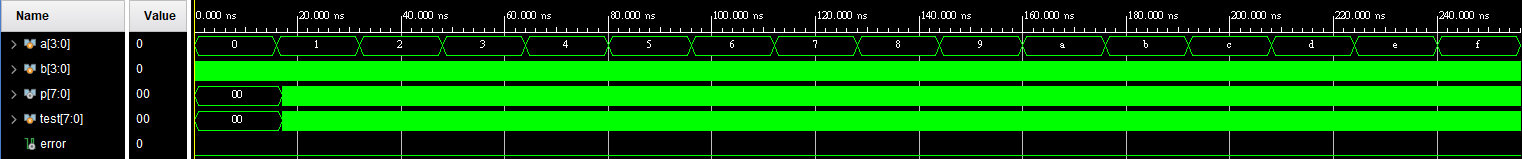 Name Value 0.000 ns 20.000 ns 40.000 ns 60.000 ns 80.000 ns 100.000 ns 120.000 ns 140.000 ns 160.000 ns 180.000 ns 200.000 ns 220.000 ns 240.000 ns
a[3:0] 0 0 1 2 3 4 5 6 7 8 9 a b c d e f
b[3:0] 0
p[7:0] 00 00
test[7:0] 00 00
error 0